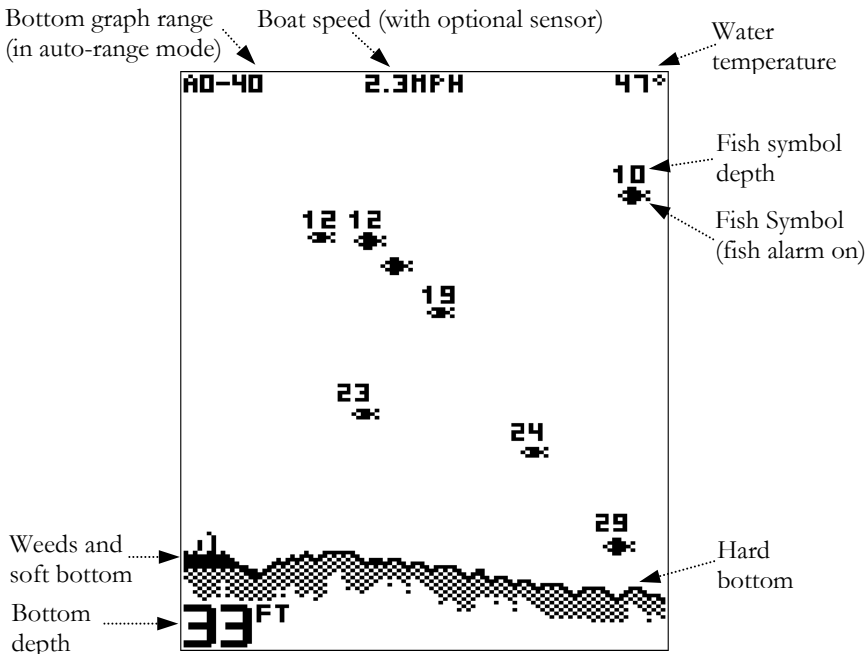 Bottom graph range
(in auto-range mode)
Boat speed (with optional sensor)
Water
temperature
A0-40
2.3MPH
47°
Fish symbol
depth
10
Fish Symbol
(fish alarm on)
12
12
19
23
24
29
Weeds and
soft bottom
Hard
bottom
Bottom
depth
33 FT